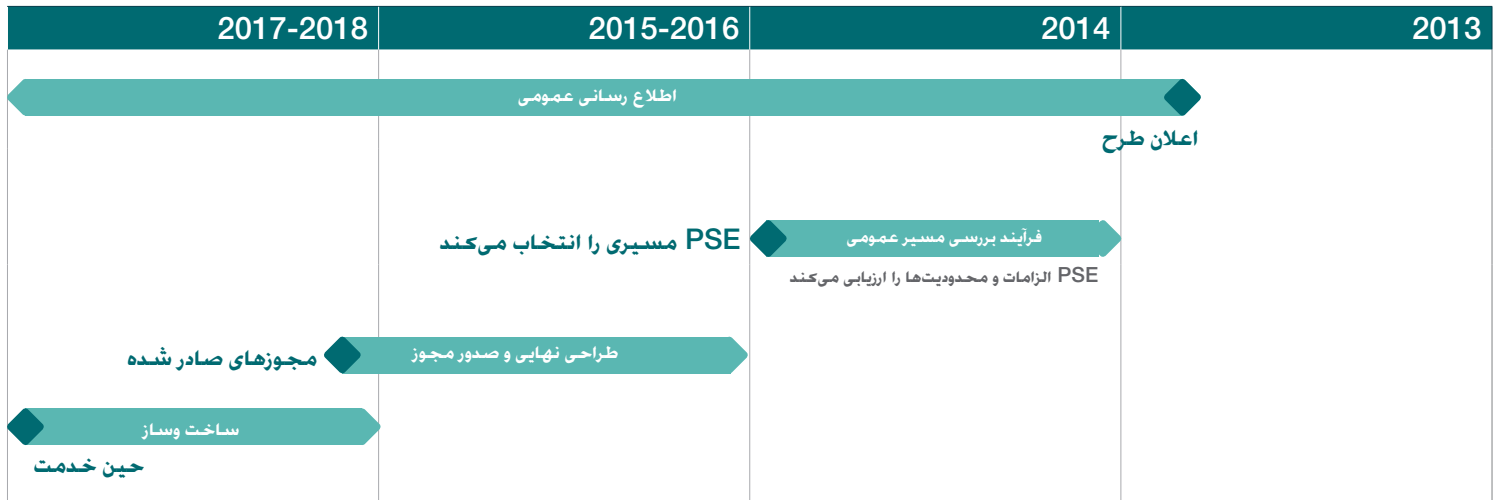 2013
2014
2015-2016
2017-2018
اطلاع رسانی عمومی
اعلان طرح
فرآیند بررسی مسیر عمومی
PSE مسیری را انتخاب می‌کند
PSE الزامات و محدودیت‌ها را ارزیابی می‌کند
طراحی نهایی و صدور مجوز
مجوزهای صادر شده
ساخت وساز
حین خدمت